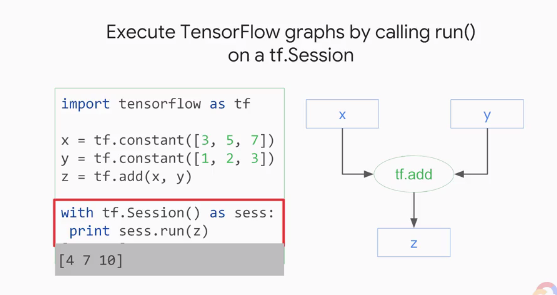 Execute TensorFlow graphs by calling run()
on a tf.Session
import tensorflow as tf
x = tf.constant([3, 5, 7])
y = tf.constant([1, 2, 3])
z = tf.add(x, y)
with tf.Session() as sess:
print sess.run(z)
[4 7 10]
x
y
tf.add
z